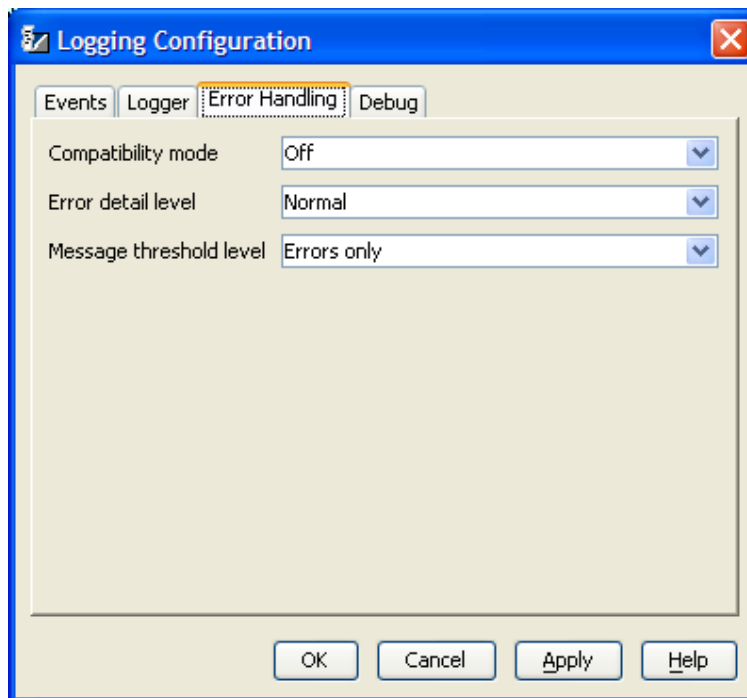 Logging Configuration
Events Logger Error Handling Debug
Compatibility mode Off
Error detail level Normal
Message threshold level Errors only
OK Cancel Apply Help